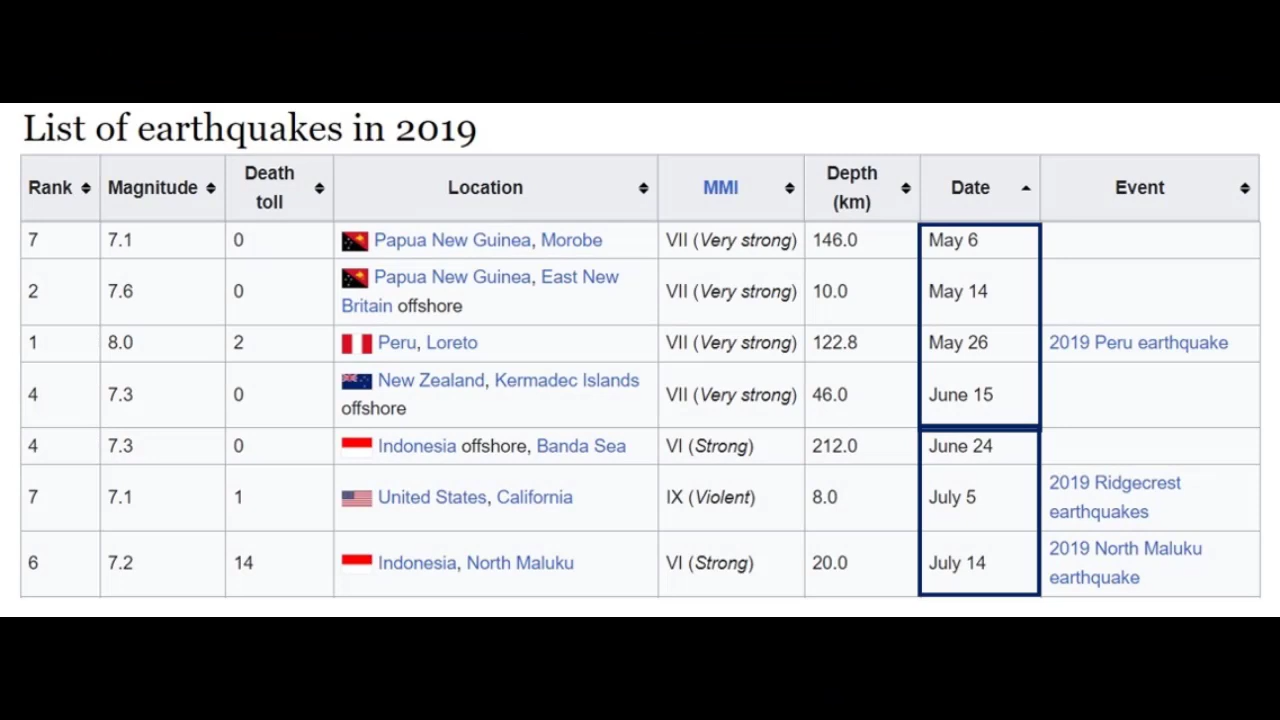 List of earthquakes in 2019
Rank Magnitude Death toll Location MMI Depth (km) Date Event
7 7.1 0 Papua New Guinea, Morobe VII (Very strong) 146.0 May 6
2 7.6 0 Papua New Guinea, East New Britain offshore VII (Very strong) 10.0 May 14
1 8.0 2 Peru, Loreto VII (Very strong) 122.8 May 26 2019 Peru earthquake
4 7.3 0 New Zealand, Kermadec Islands offshore VII (Very strong) 46.0 June 15
4 7.3 0 Indonesia offshore, Banda Sea VI (Strong) 212.0 June 24
7 7.1 1 United States, California IX (Violent) 8.0 July 5 2019 Ridgecrest earthquakes
6 7.2 14 Indonesia, North Maluku VI (Strong) 20.0 July 14 2019 North Maluku earthquake